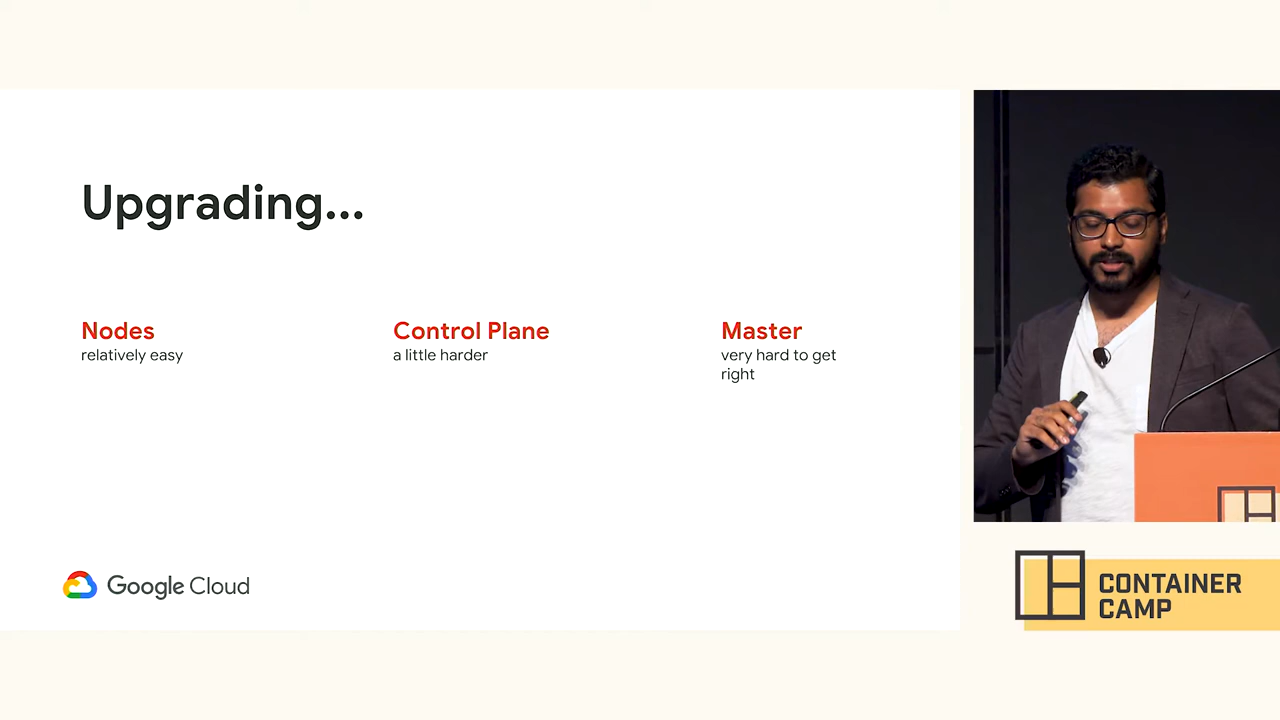 Upgrading...
Nodes
relatively easy
Control Plane
a little harder
Master
very hard to get
right
Google Cloud
CONTAINER
CAMP